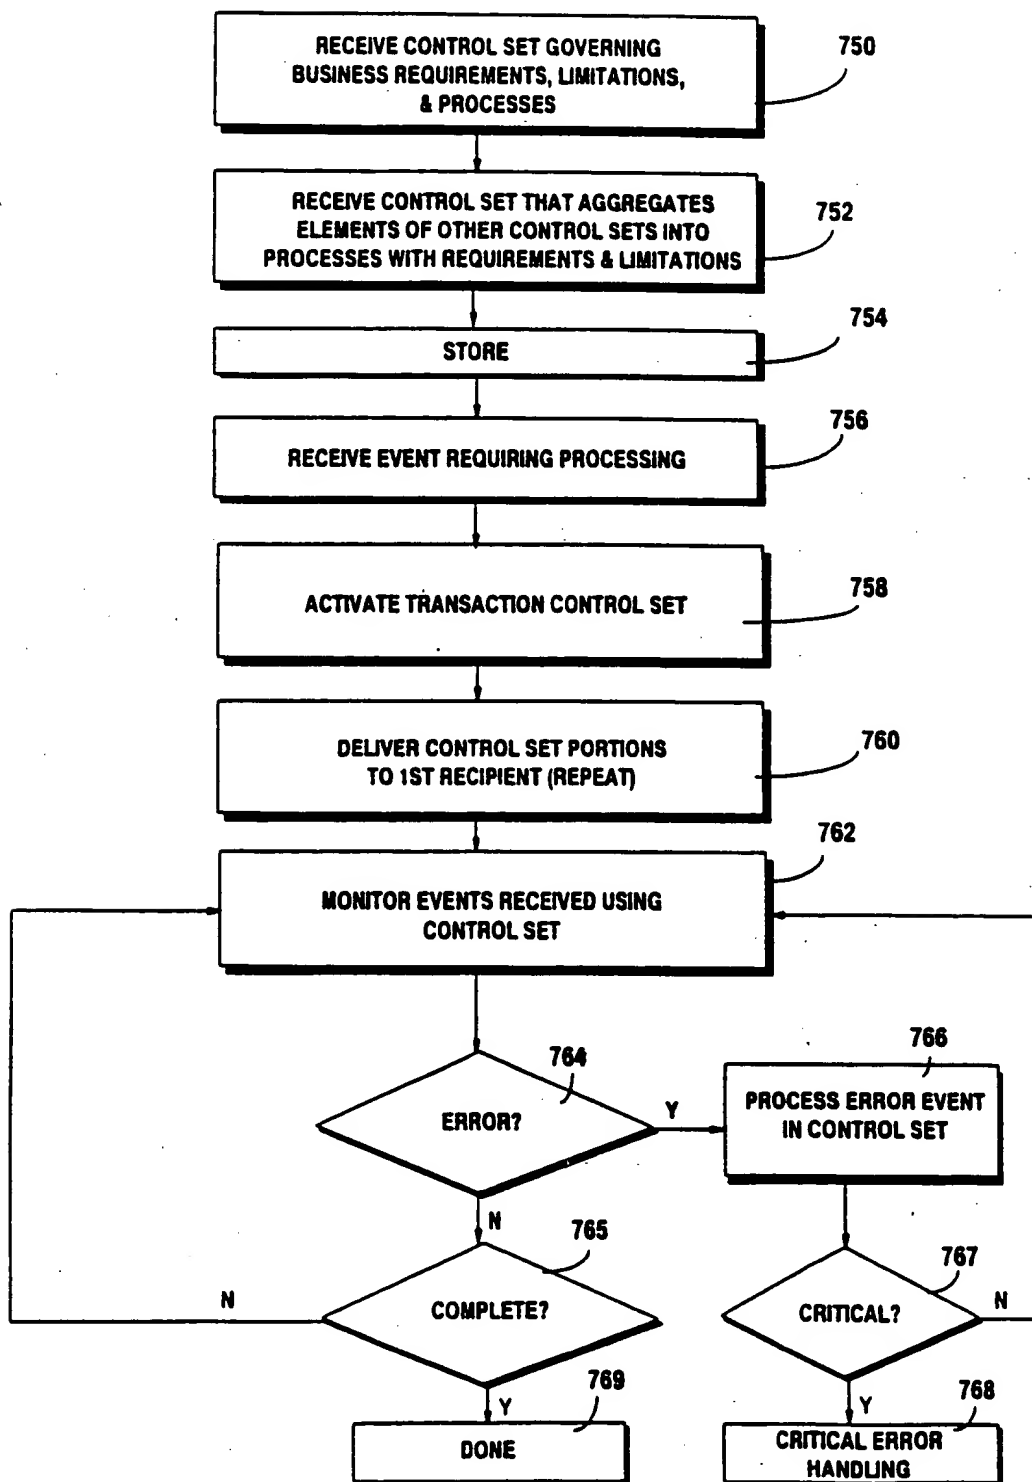 RECEIVE CONTROL SET GOVERNING
BUSINESS REQUIREMENTS, LIMITATIONS,
& PROCESSES
750
RECEIVE CONTROL SET THAT AGGREGATES
ELEMENTS OF OTHER CONTROL SETS INTO
PROCESSES WITH REQUIREMENTS & LIMITATIONS
752
STORE
754
RECEIVE EVENT REQUIRING PROCESSING
756
ACTIVATE TRANSACTION CONTROL SET
758
DELIVER CONTROL SET PORTIONS
TO 1ST RECIPIENT (REPEAT)
760
MONITOR EVENTS RECEIVED USING
CONTROL SET
762
ERROR?
764
Y
PROCESS ERROR EVENT
IN CONTROL SET
766
N
COMPLETE?
765
N
CRITICAL?
767
N
Y
DONE
769
Y
CRITICAL ERROR
HANDLING
768